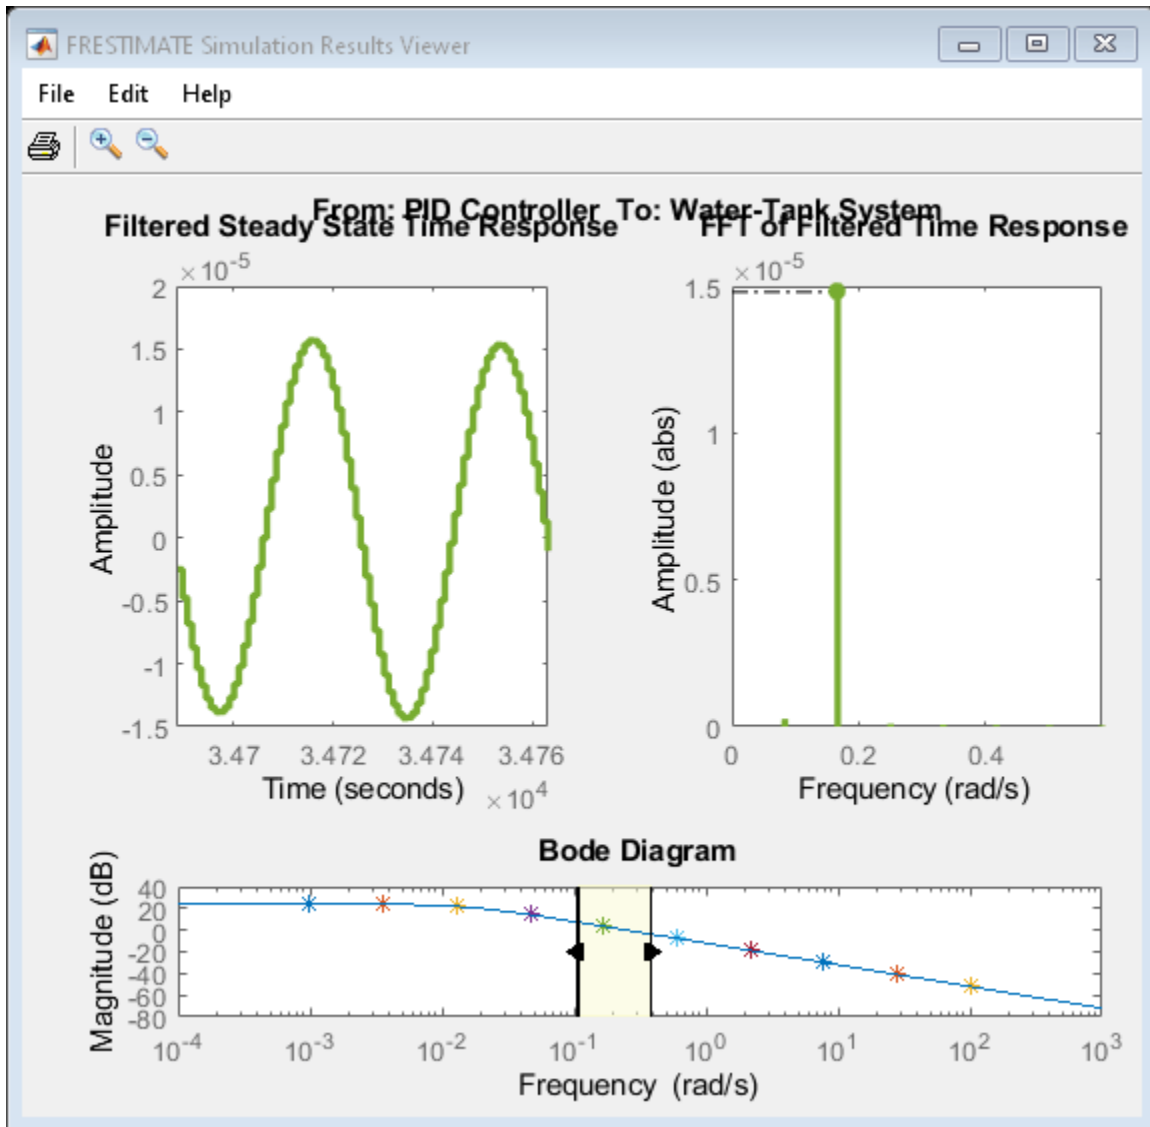 FRESTIMATE Simulation Results Viewer
File Edit Help
From: PID Controller To: Water-Tank System
Filtered Steady State Time Response
FFT of Filtered Time Response
×10⁻⁵
2
1.5
1
0.5
0
-0.5
-1
-1.5
Amplitude
3.47 3.472 3.474 3.476
Time (seconds) ×10⁴
×10⁻⁵
1.5
1
0.5
0
Amplitude (abs)
0 0.2 0.4
Frequency (rad/s)
Bode Diagram
40
20
0
-20
-40
-60
-80
Magnitude (dB)
10⁻⁴ 10⁻³ 10⁻² 10⁻¹ 10⁰ 10¹ 10² 10³
Frequency (rad/s)